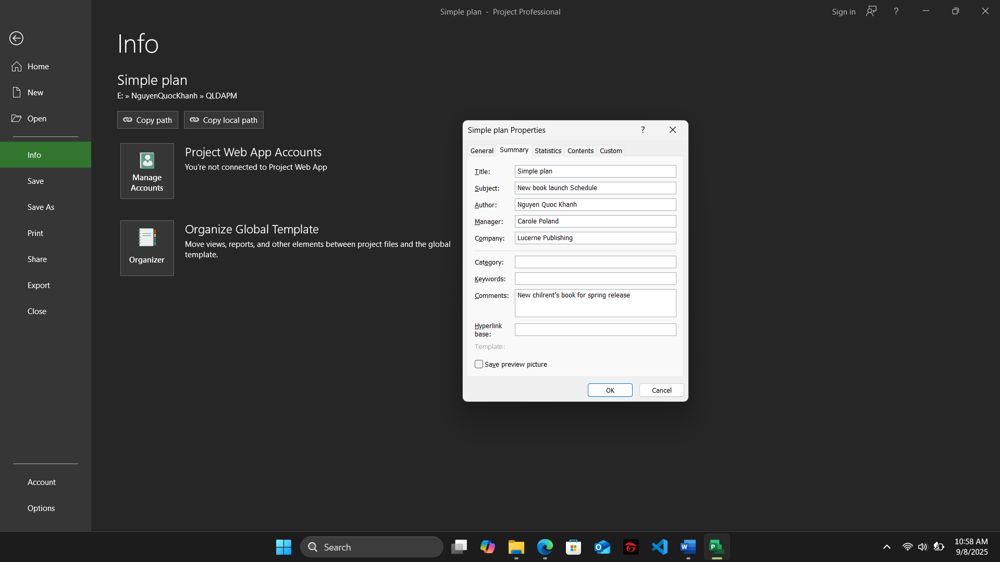 Simple plan - Project Professional
Sign in
?
Info
Home
New
Open
Info
Save
Save As
Print
Share
Export
Close
Account
Options
Simple plan
E: » NguyenQuocKhanh » QLDAPM
Copy path
Copy local path
Manage
Accounts
Project Web App Accounts
You're not connected to Project Web App
Organizer
Organize Global Template
Move views, reports, and other elements between project files and the global
template.
Simple plan Properties
?
General
Summary
Statistics
Contents
Custom
Title: Simple plan
Subject: New book launch Schedule
Author: Nguyen Quoc Khanh
Manager: Carole Poland
Company: Lucerne Publishing
Category:
Keywords:
Comments: New chilrent's book for spring release
Hyperlink
base:
Template:
Save preview picture
OK
Cancel
Search
10:58 AM
9/8/2025